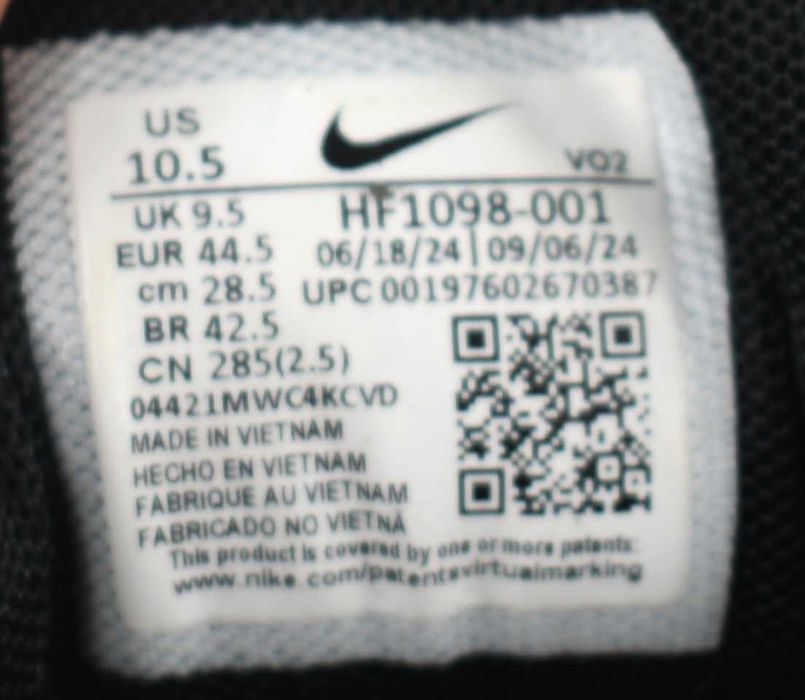 US
10.5
VO2
UK 9.5 HF1098-001
EUR 44.5 06/18/24 | 09/06/24
cm 28.5 UPC 00197602670387
BR 42.5
CN 285(2.5)
04421MWC4KCVD
MADE IN VIETNAM
HECHO EN VIETNAM
FABRIQUE AU VIETNAM
FABRICADO NO VIETNÃ
This product is covered by one or more patents:
www.nike.com/patentsvirtualmarking